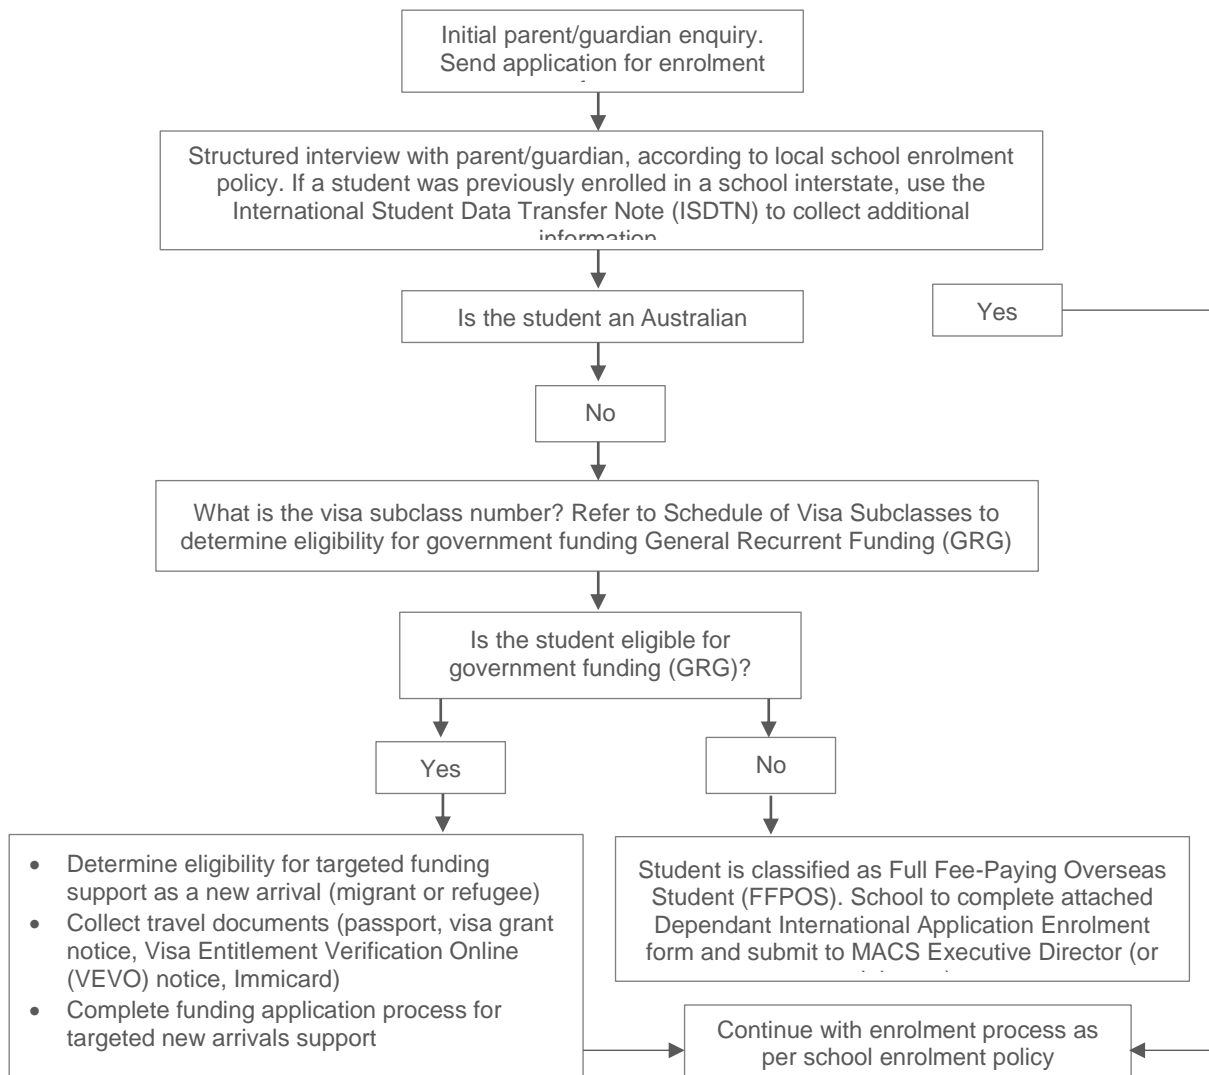 Initial parent/guardian enquiry.
Send application for enrolment
Structured interview with parent/guardian, according to local school enrolment
policy. If a student was previously enrolled in a school interstate, use the
International Student Data Transfer Note (ISDTN) to collect additional
information
Is the student an Australian
Yes
No
What is the visa subclass number? Refer to Schedule of Visa Subclasses to
determine eligibility for government funding General Recurrent Funding (GRG)
Is the student eligible for
government funding (GRG)?
Yes
No
• Determine eligibility for targeted funding
support as a new arrival (migrant or refugee)
• Collect travel documents (passport, visa grant
notice, Visa Entitlement Verification Online
(VEVO) notice, Immicard)
• Complete funding application process for
targeted new arrivals support
Student is classified as Full Fee-Paying Overseas
Student (FFPOS). School to complete attached
Dependant International Application Enrolment
form and submit to MACS Executive Director (or
Continue with enrolment process as
per school enrolment policy